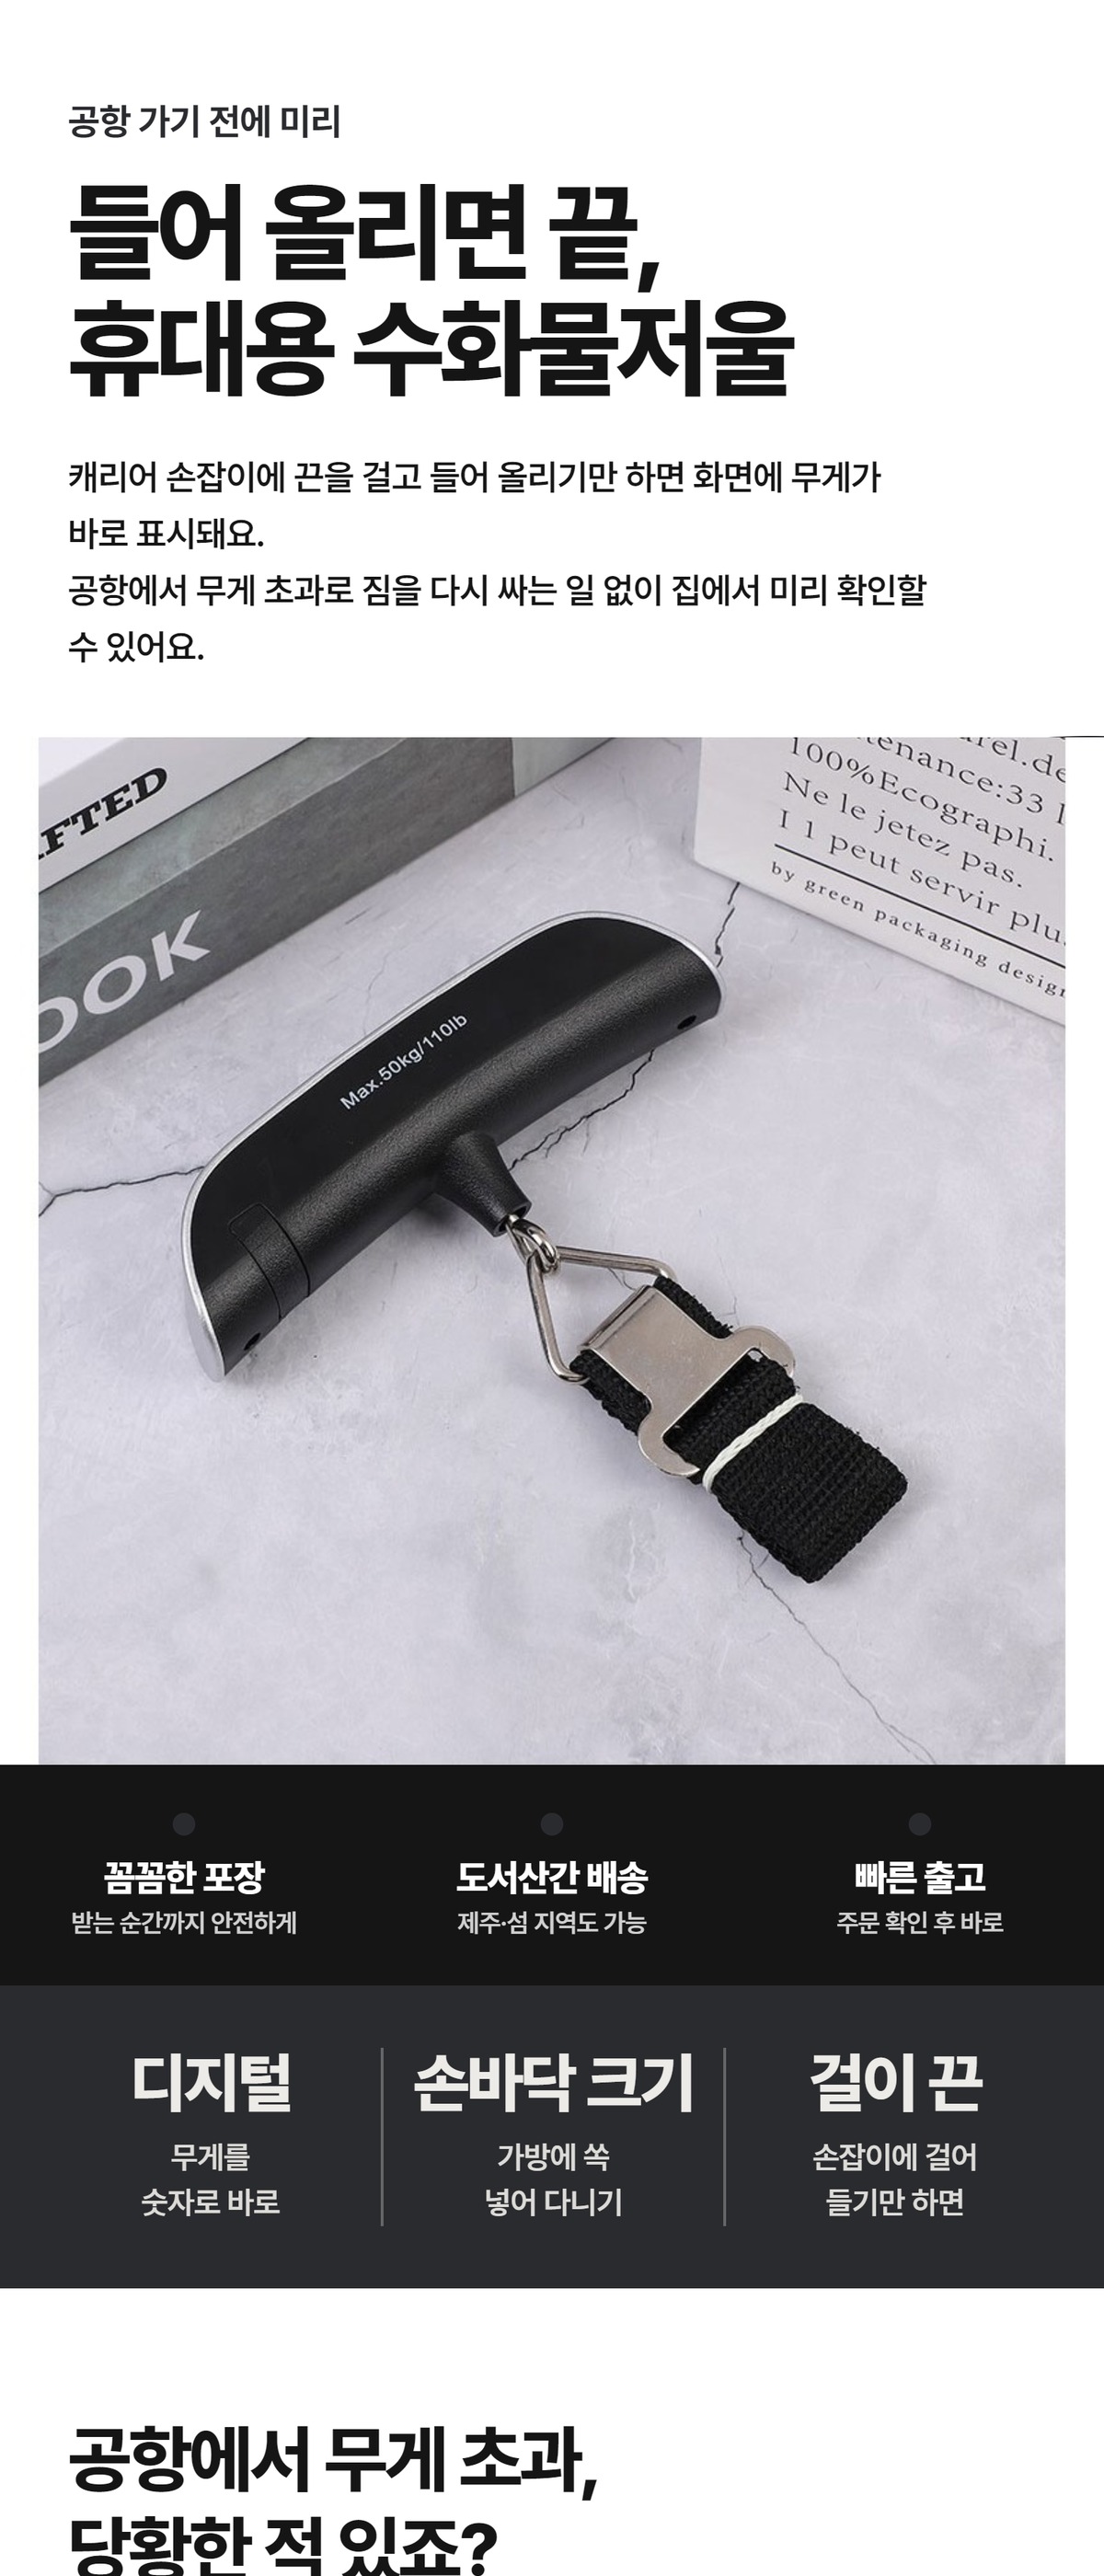 공항 가기 전에 미리
들어 올리면 끝,
휴대용 수화물저울
캐리어 손잡이에 끈을 걸고 들어 올리기만 하면 화면에 무게가
바로 표시돼요.
공항에서 무게 초과로 짐을 다시 싸는 일 없이 집에서 미리 확인할
수 있어요.
AFTED
OOK
100%Ecographi.
Ne le jetez pas.
I 1 peut servir
by green packaging design
Max.50kg/110lb
꼼꼼한 포장
받는 순간까지 안전하게
도서산간 배송
제주·섬 지역도 가능
빠른 출고
주문 확인 후 바로
디지털
무게를
숫자로 바로
손바닥 크기
가방에 쏙
넣어 다니기
걸이 끈
손잡이에 걸어
들기만 하면
공항에서 무게 초과,
당황한 적 있죠?